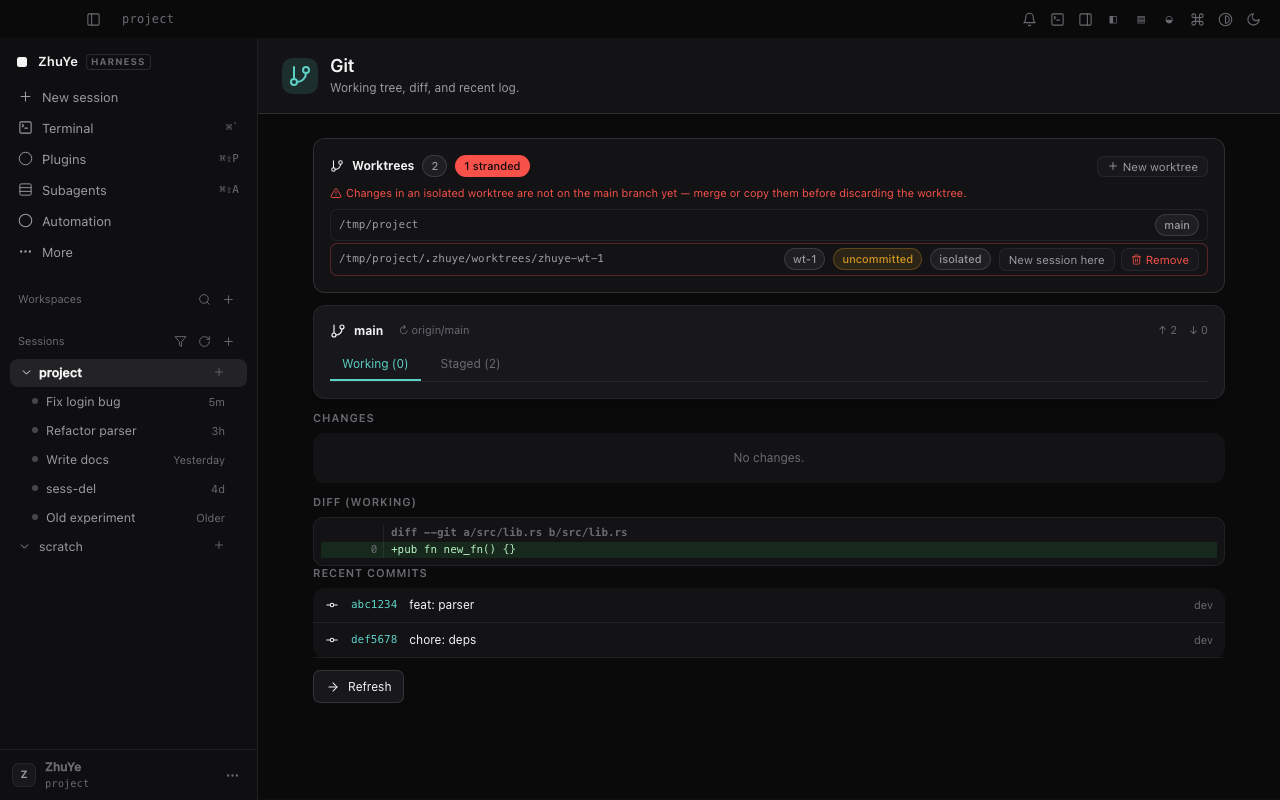 project
ZhuYe HARNESS
New session
Terminal ⌘`
Plugins ⌘⇧P
Subagents ⌘⇧A
Automation
More
Workspaces
Sessions
project
Fix login bug 5m
Refactor parser 3h
Write docs Yesterday
sess-del 4d
Old experiment Older
scratch
Z ZhuYe
project
Git
Working tree, diff, and recent log.
Worktrees 2 1 stranded New worktree
Changes in an isolated worktree are not on the main branch yet — merge or copy them before discarding the worktree.
/tmp/project main
/tmp/project/.zhuye/worktrees/zhuye-wt-1 wt-1 uncommitted isolated New session here Remove
main ↻ origin/main ↑ 2 ↓ 0
Working (0) Staged (2)
CHANGES
No changes.
DIFF (WORKING)
diff --git a/src/lib.rs b/src/lib.rs
0 +pub fn new_fn() {}
RECENT COMMITS
abc1234 feat: parser dev
def5678 chore: deps dev
Refresh